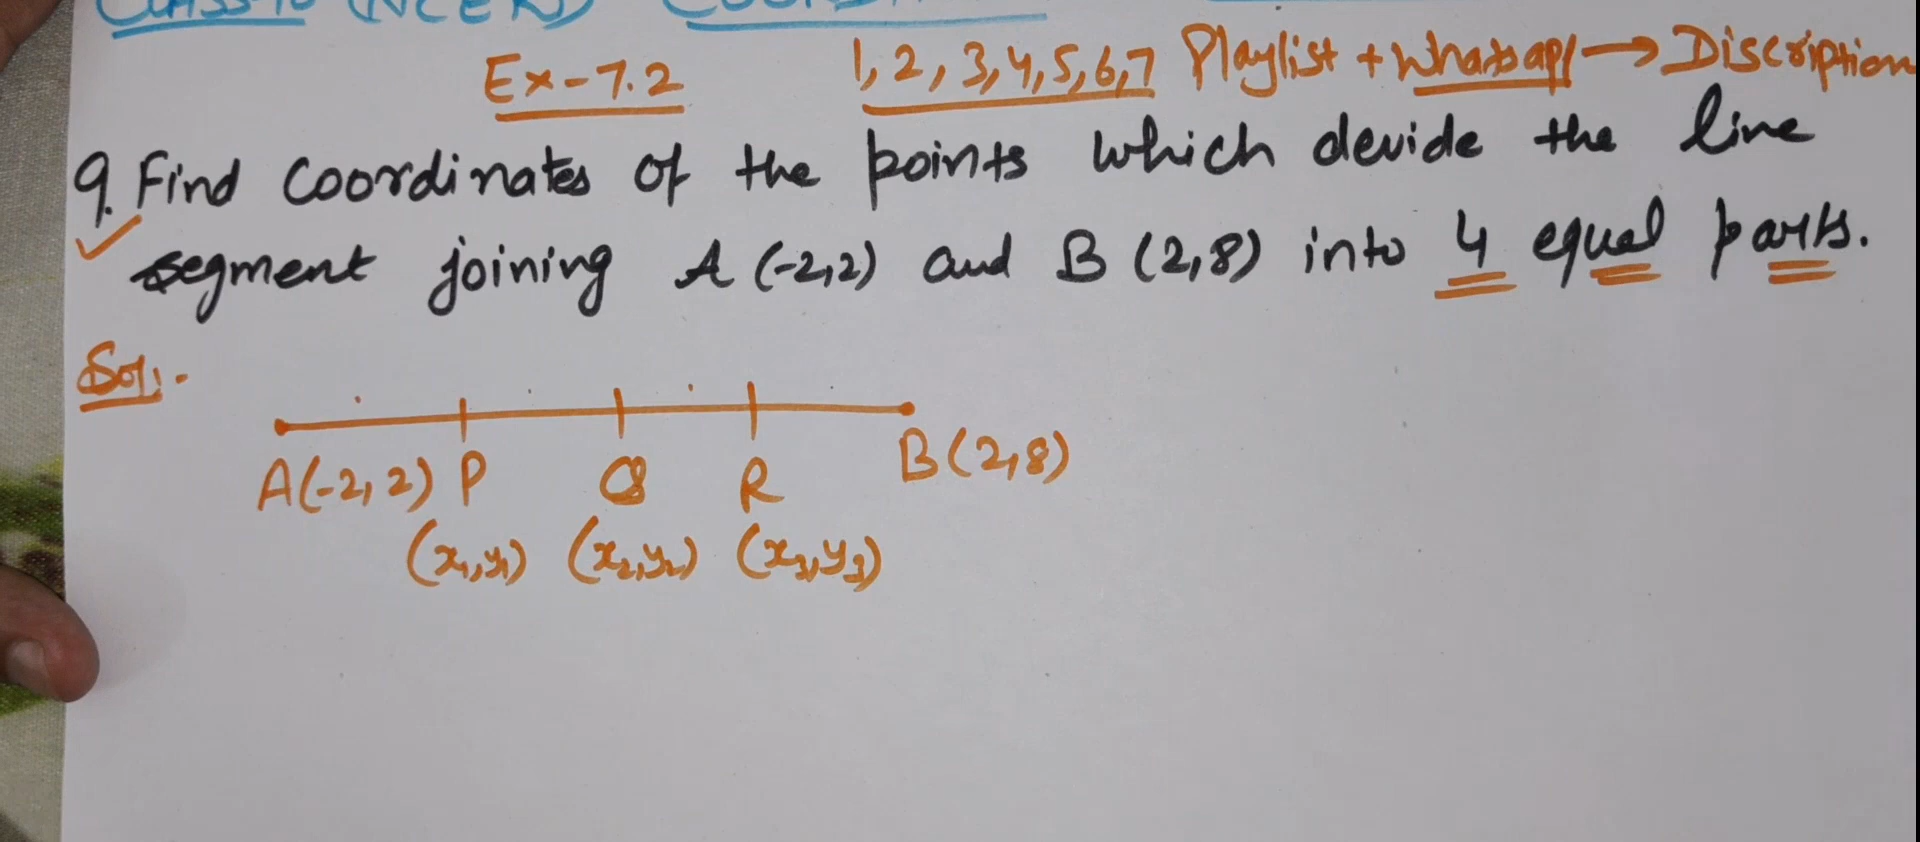 Ex-7.2 1,2,3,4,5,6,7 Playlist + Whatsapp → Discription
9. Find coordinates of the points which devide the line
segment joining A (-2,2) and B (2,8) into 4 equal parts.
Sol:-
A(-2,2) P Q R B(2,8)
(x₁,y₁) (x₂,y₂) (x₃,y₃)